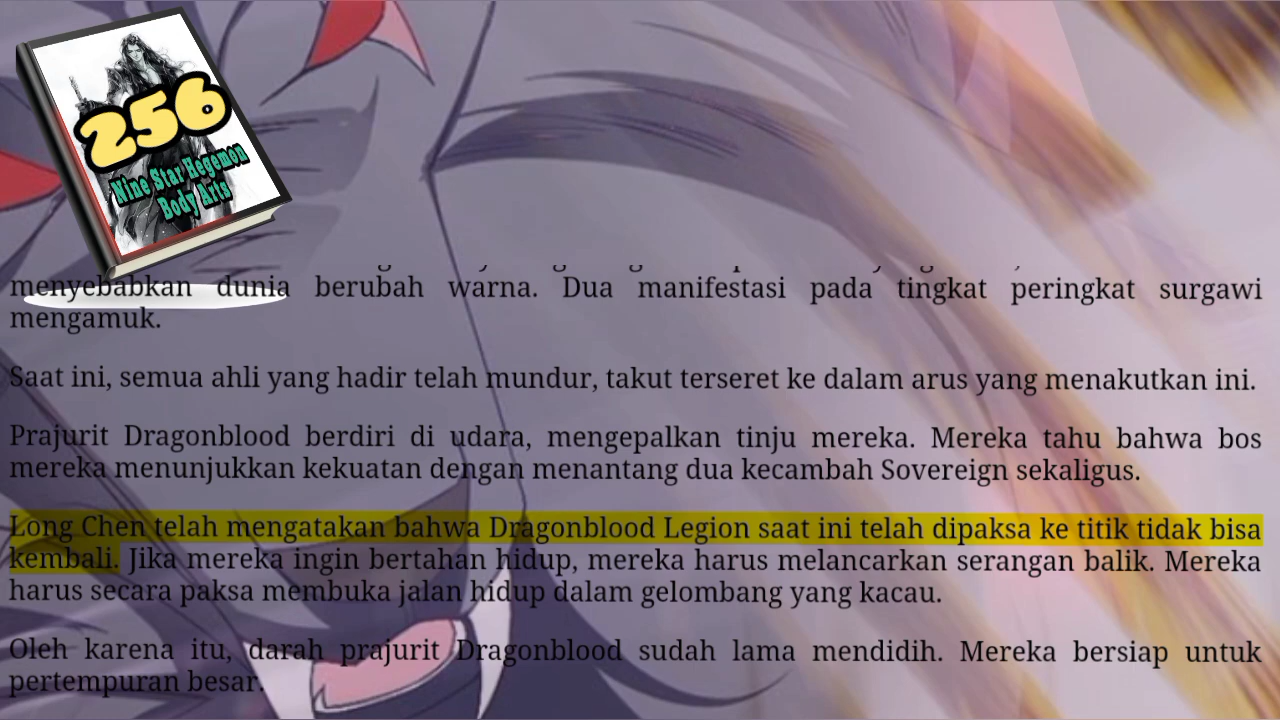 256
Nine Star Hegemon
Body Arts
menyebabkan dunia berubah warna. Dua manifestasi pada tingkat peringkat surgawi
mengamuk.
Saat ini, semua ahli yang hadir telah mundur, takut terseret ke dalam arus yang menakutkan ini.
Prajurit Dragonblood berdiri di udara, mengepalkan tinju mereka. Mereka tahu bahwa bos
mereka menunjukkan kekuatan dengan menantang dua kecambah Sovereign sekaligus.
Long Chen telah mengatakan bahwa Dragonblood Legion saat ini telah dipaksa ke titik tidak bisa
kembali. Jika mereka ingin bertahan hidup, mereka harus melancarkan serangan balik. Mereka
harus secara paksa membuka jalan hidup dalam gelombang yang kacau.
Oleh karena itu, darah prajurit Dragonblood sudah lama mendidih. Mereka bersiap untuk
pertempuran besar.